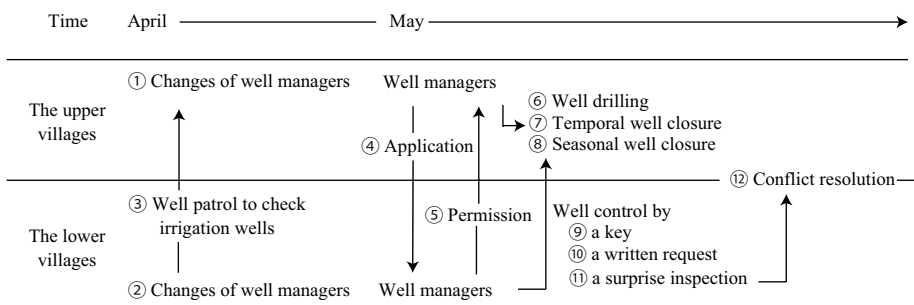 Time April May
① Changes of well managers Well managers
The upper villages
⑥ Well drilling
⑦ Temporal well closure
④ Application
⑧ Seasonal well closure
⑫ Conflict resolution
③ Well patrol to check
irrigation wells
⑤ Permission
Well control by
⑨ a key
⑩ a written request
⑪ a surprise inspection
The lower
villages
② Changes of well managers Well managers